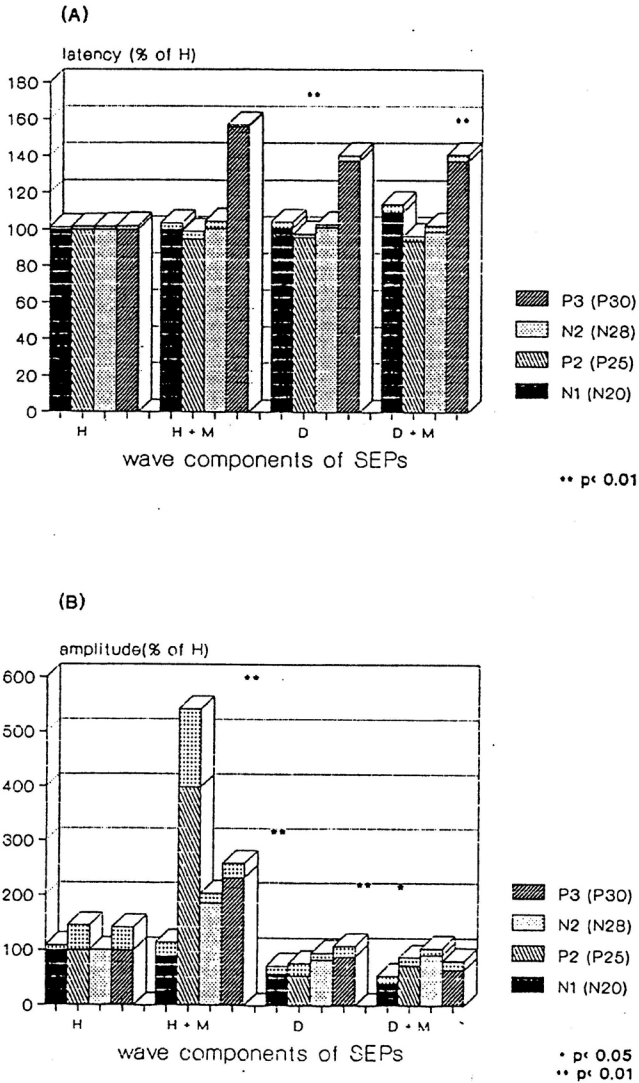 (A)
latency (% of H)
180
160
140
120
100
80
60
40
20
0
**
**
H
H + M
D
D + M
wave components of SEPs
P3 (P30)
N2 (N28)
P2 (P25)
N1 (N20)
** p< 0.01
(B)
amplitude(% of H)
600
500
400
300
200
100
0
**
**
** *
H
H + M
D
D + M
wave components of SEPs
P3 (P30)
N2 (N28)
P2 (P25)
N1 (N20)
* p< 0.05
** p< 0.01